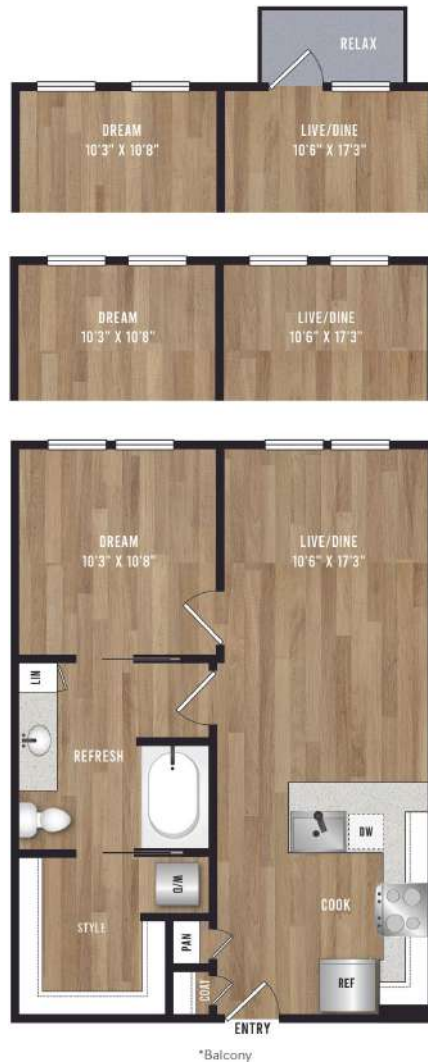 RELAX
DREAM
10'3" X 10'8"
LIVE/DINE
10'6" X 17'3"
DREAM
10'3" X 10'8"
LIVE/DINE
10'6" X 17'3"
DREAM
10'3" X 10'8"
LIVE/DINE
10'6" X 17'3"
LIN
REFRESH
DW
W/D
COOK
STYLE
PAN
REF
COAT
ENTRY
*Balcony